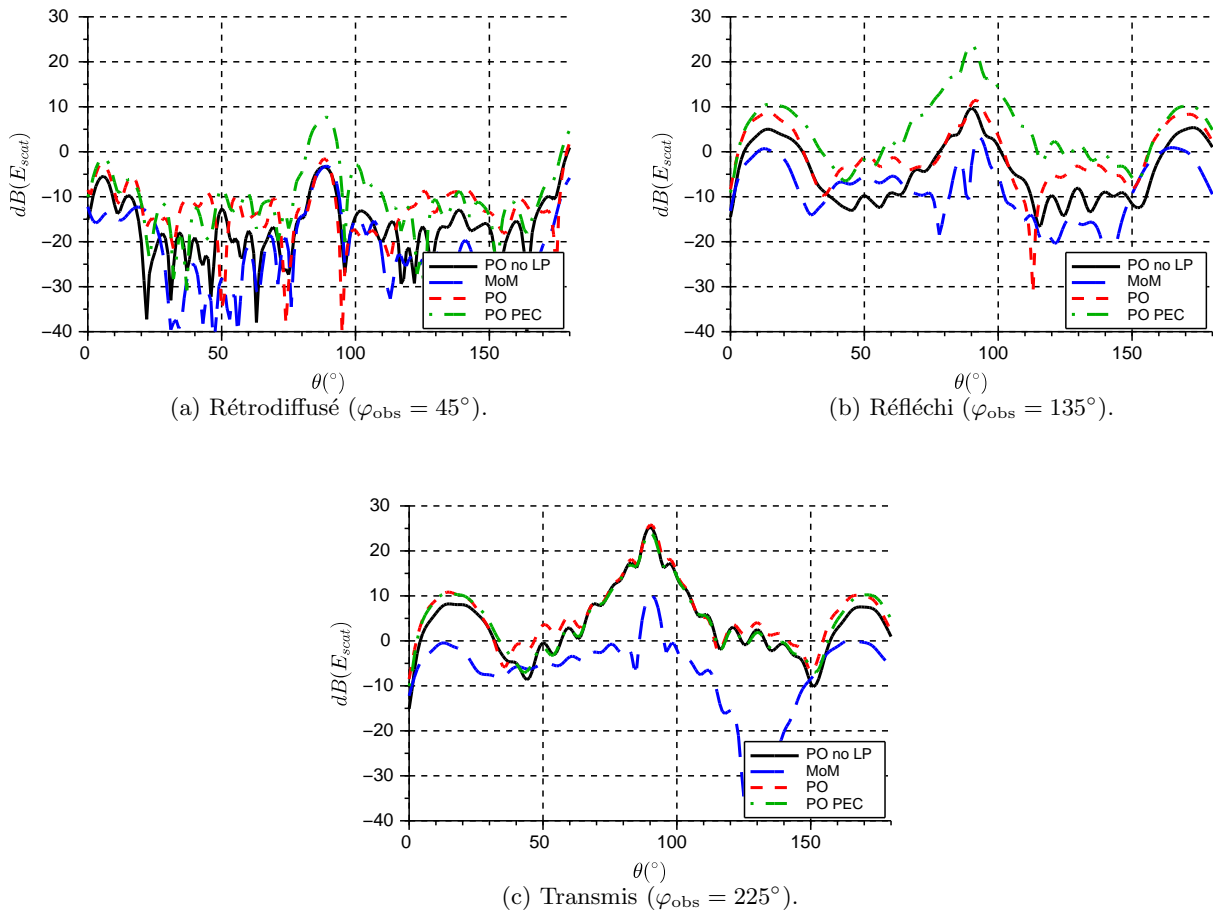 30
20
10
0
−10
−20
−30
−40
0
50
100
150
dB(E_scat)
θ(°)
PO no LP
MoM
PO
PO PEC
(a) Rétrodiffusé (φobs = 45°).
30
20
10
0
−10
−20
−30
−40
0
50
100
150
dB(E_scat)
θ(°)
PO no LP
MoM
PO
PO PEC
(b) Réfléchi (φobs = 135°).
30
20
10
0
−10
−20
−30
−40
0
50
100
150
dB(E_scat)
θ(°)
PO no LP
MoM
PO
PO PEC
(c) Transmis (φobs = 225°).